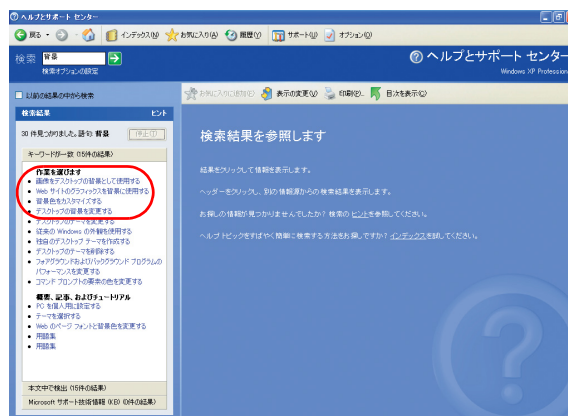 ヘルプとサポート センター
戻る インデックス(N) お気に入り(A) 履歴(Y) サポート(U) オプション(O)
検索 背景
検索オプションの設定
ヘルプとサポート センター
Windows XP Profession
以前の結果の中から検索
お気に入りに追加(E) 表示の変更(V) 印刷(P)... 目次を表示(C)
検索結果 ヒント
30 件見つかりました。語句:背景 停止(T)
キーワードが一致 (15件の結果)
作業を選びます
画像をデスクトップの背景として使用する
Web サイトのグラフィックスを背景に使用する
背景色をカスタマイズする
デスクトップの背景を変更する
デスクトップのテーマを変更する
従来の Windows の外観を使用する
独自のデスクトップ テーマを作成する
デスクトップのテーマを削除する
フォアグラウンドおよびバックグラウンド プログラムの
パフォーマンスを変更する
コマンド プロンプトの要素の色を変更する
概要、記事、およびチュートリアル
PC を個人用に設定する
テーマを選択する
Web のページ フォントと背景色を変更する
用語集
用語集
本文中で検出 (15件の結果)
Microsoft サポート技術情報 (KB) (0件の結果)
検索結果を参照します
結果をクリックして情報を表示します。
ヘッダーをクリックし、別の情報源からの検索結果を表示します。
お探しの情報が見つかりませんでしたか? 検索の ヒントを参照してください。
ヘルプ トピックをすばやく簡単に検索する方法をお探しですか? インデックスを試してください。